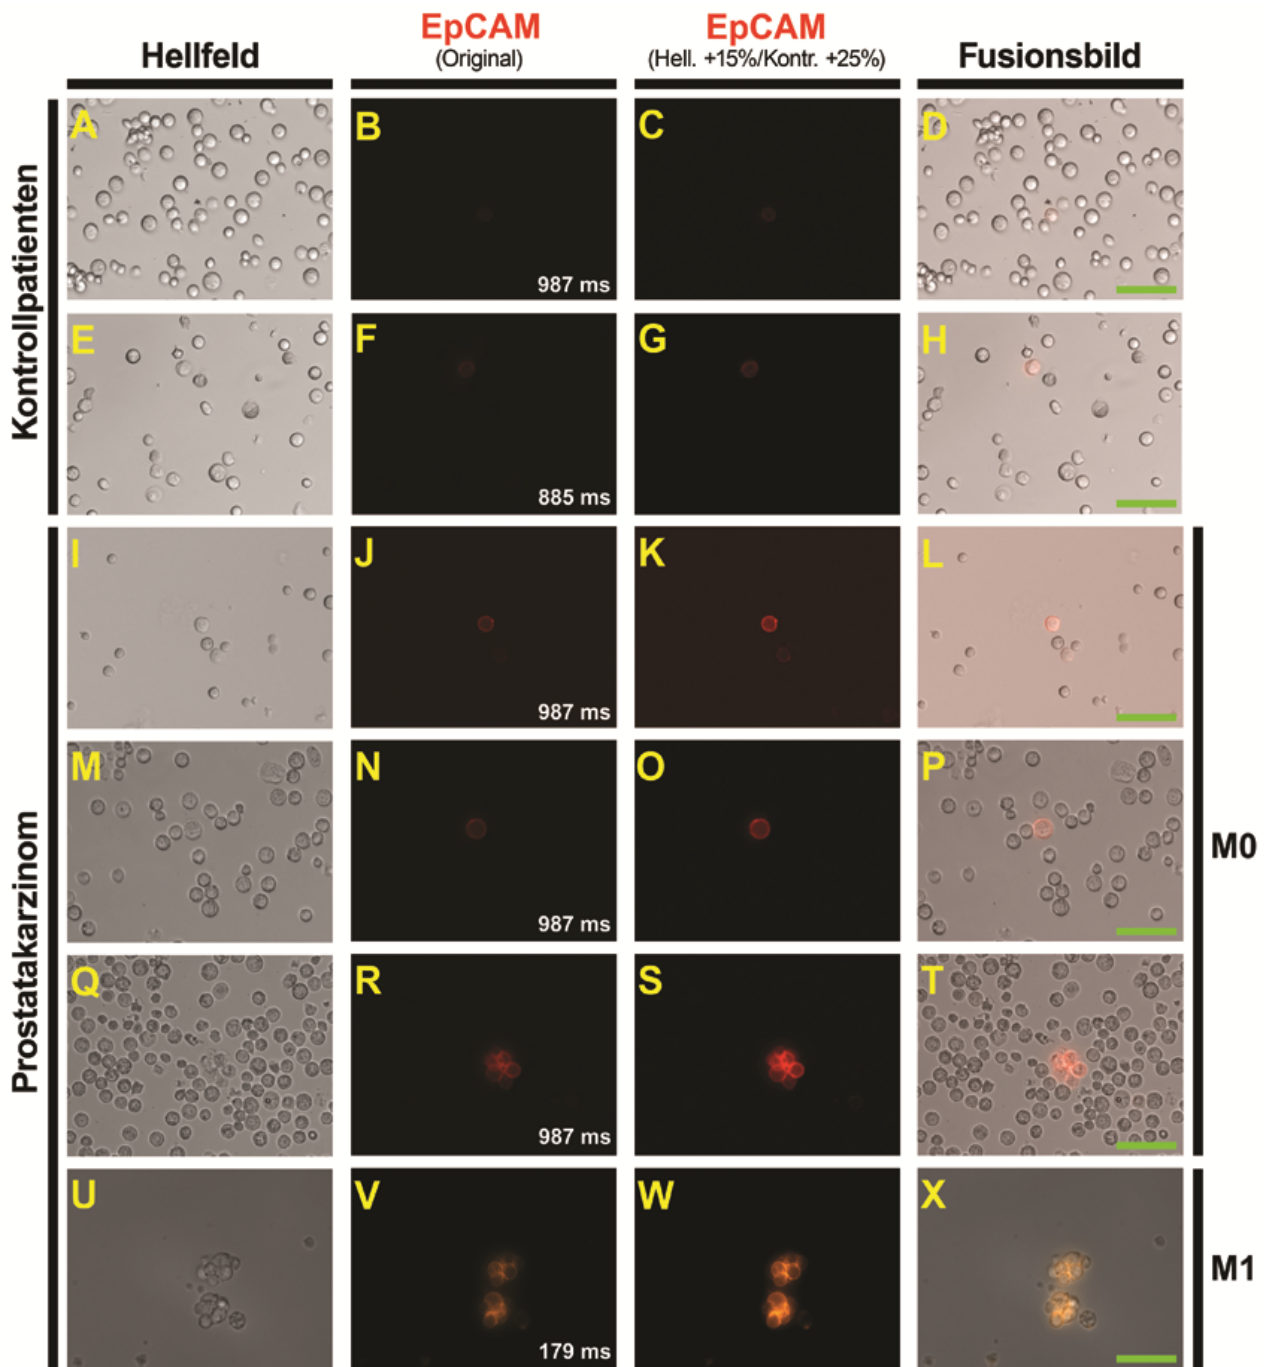 Hellfeld
EpCAM
(Original)
EpCAM
(Hell. +15%/Kontr. +25%)
Fusionsbild
Kontrollpatienten
A
B
987 ms
C
D
E
F
885 ms
G
H
Prostatakarzinom
I
J
987 ms
K
L
M
N
987 ms
O
P
M0
Q
R
987 ms
S
T
U
V
179 ms
W
X
M1